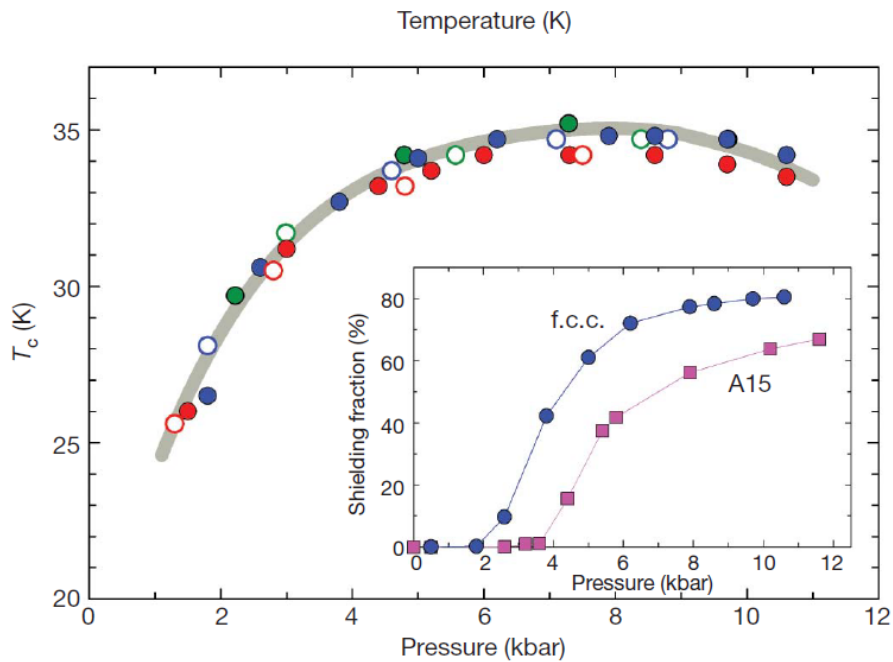 Temperature (K)
35
30
25
20
T_c (K)
0 2 4 6 8 10 12
Pressure (kbar)
80
60
40
20
0
Shielding fraction (%)
f.c.c.
A15
0 2 4 6 8 10 12
Pressure (kbar)